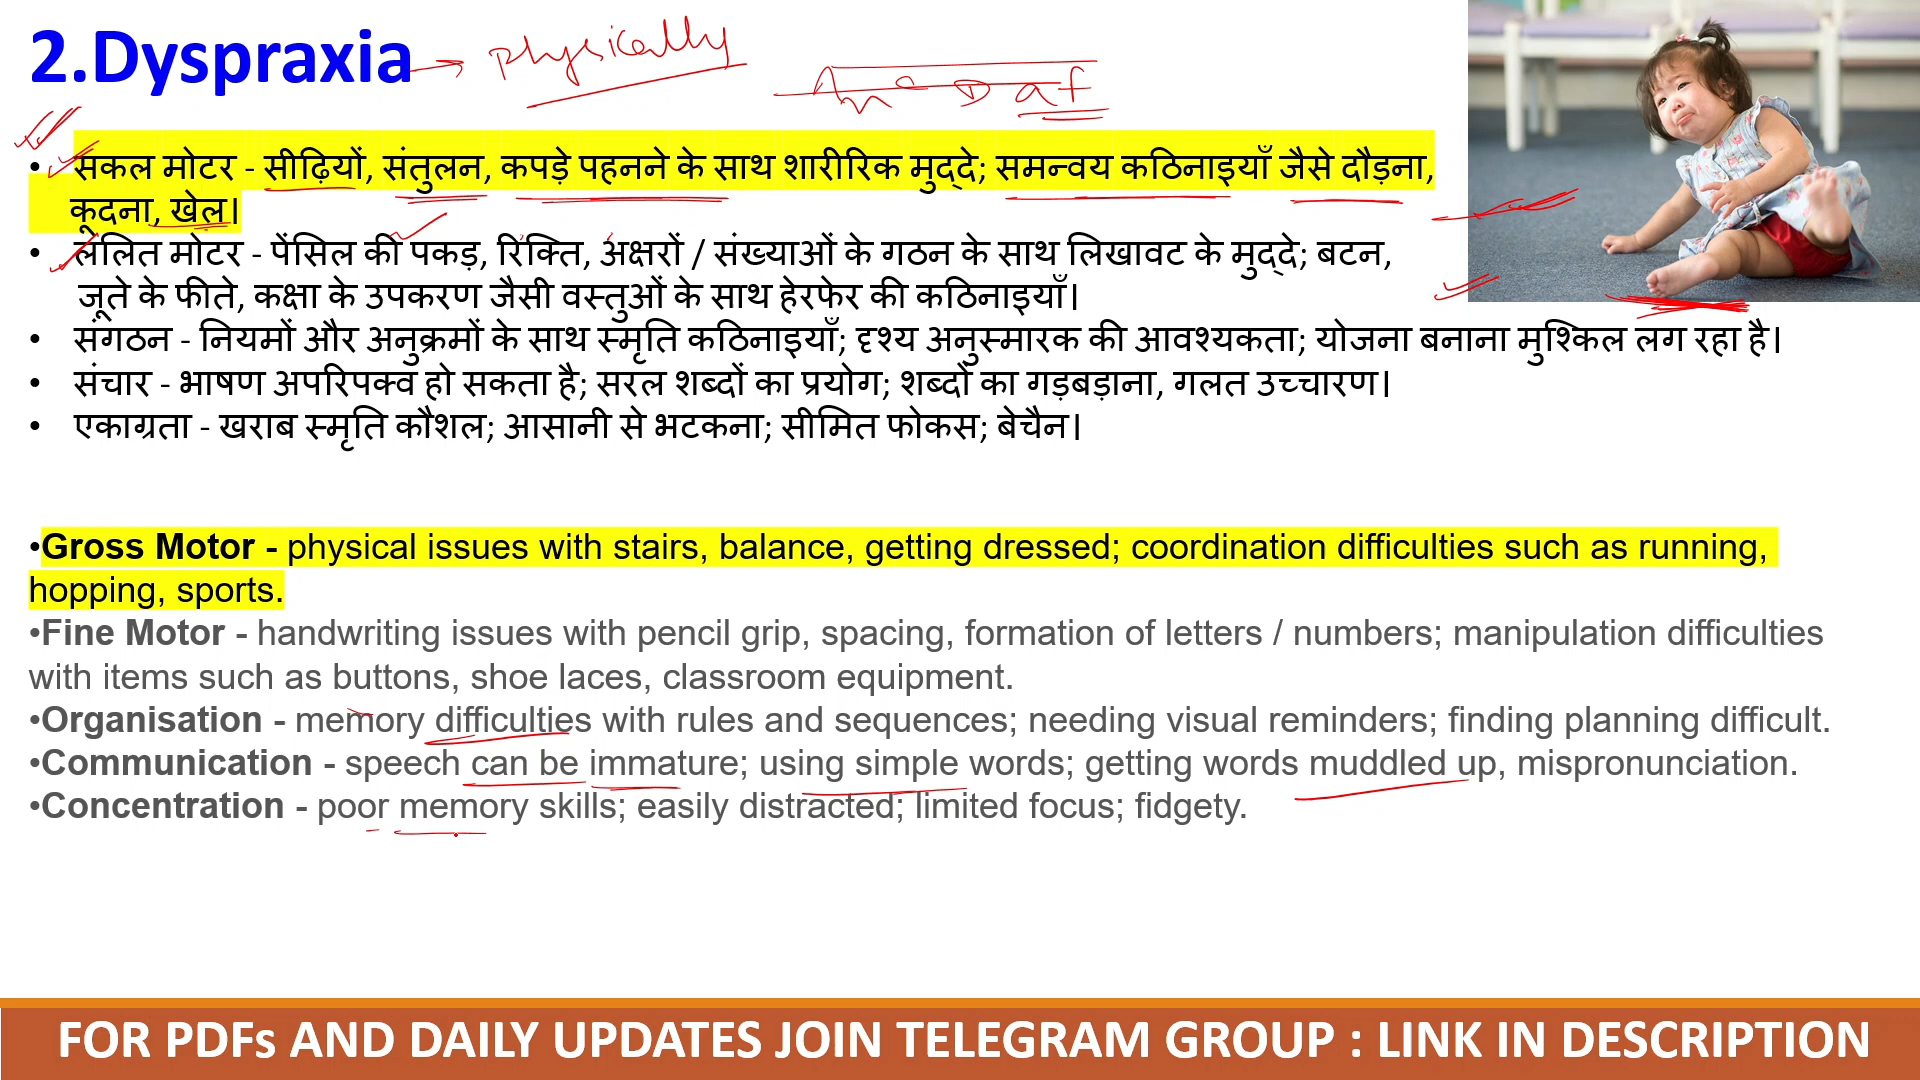 2.Dyspraxia → physically
• सकल मोटर - सीढ़ियों, संतुलन, कपड़े पहनने के साथ शारीरिक मुद्दे; समन्वय कठिनाइयाँ जैसे दौड़ना,
कूदना, खेल।
• ललित मोटर - पेंसिल की पकड़, रिक्ति, अक्षरों / संख्याओं के गठन के साथ लिखावट के मुद्दे; बटन,
जूते के फीते, कक्षा के उपकरण जैसी वस्तुओं के साथ हेरफेर की कठिनाइयाँ।
• संगठन - नियमों और अनुक्रमों के साथ स्मृति कठिनाइयाँ; दृश्य अनुस्मारक की आवश्यकता; योजना बनाना मुश्किल लग रहा है।
• संचार - भाषण अपरिपक्व हो सकता है; सरल शब्दों का प्रयोग; शब्दों का गड़बड़ाना, गलत उच्चारण।
• एकाग्रता - खराब स्मृति कौशल; आसानी से भटकना; सीमित फोकस; बेचैन।
•Gross Motor - physical issues with stairs, balance, getting dressed; coordination difficulties such as running,
hopping, sports.
•Fine Motor - handwriting issues with pencil grip, spacing, formation of letters / numbers; manipulation difficulties
with items such as buttons, shoe laces, classroom equipment.
•Organisation - memory difficulties with rules and sequences; needing visual reminders; finding planning difficult.
•Communication - speech can be immature; using simple words; getting words muddled up, mispronunciation.
•Concentration - poor memory skills; easily distracted; limited focus; fidgety.
FOR PDFs AND DAILY UPDATES JOIN TELEGRAM GROUP : LINK IN DESCRIPTION